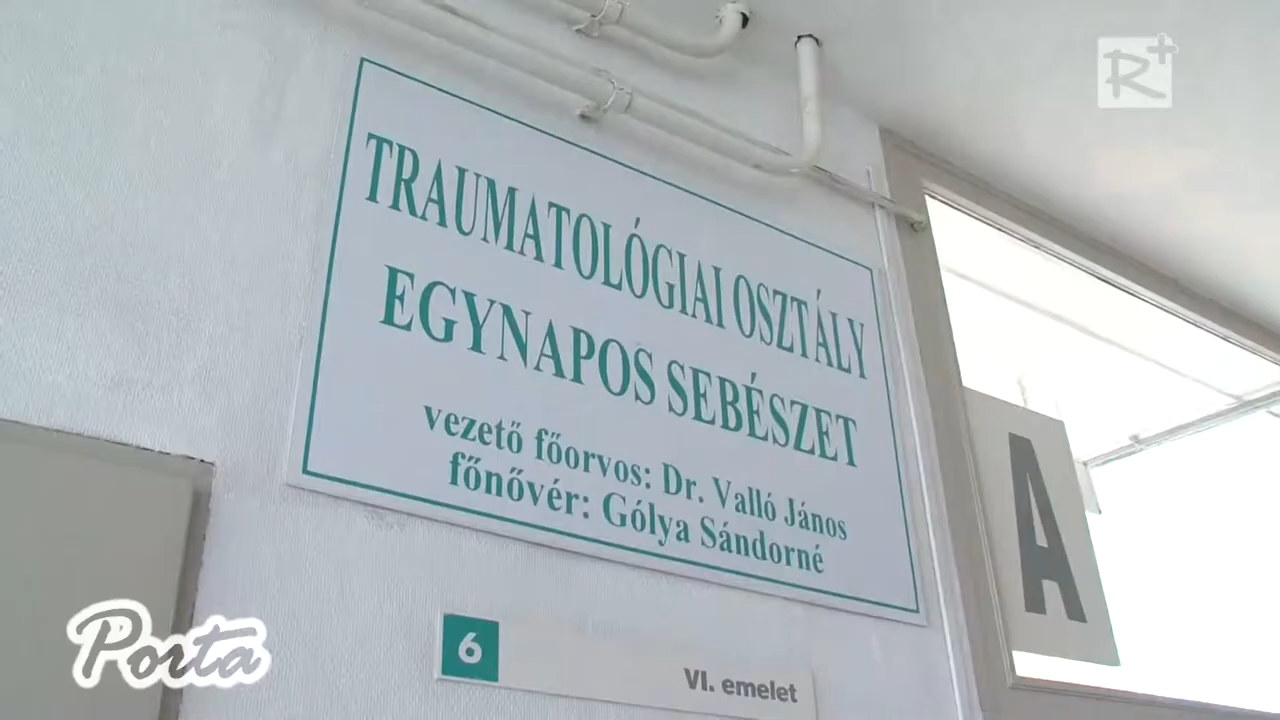 R+
TRAUMATOLÓGIAI OSZTÁLY
EGYNAPOS SEBÉSZET
vezető főorvos: Dr. Valló János
főnővér: Gólya Sándorné
A
6
VI. emelet
Porta